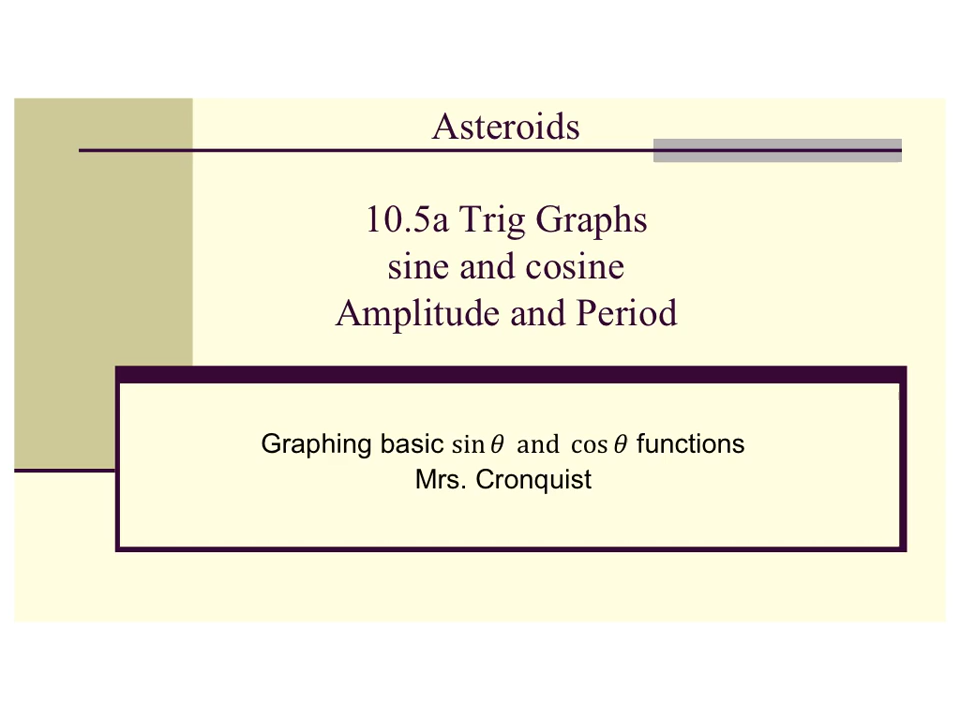 Asteroids
10.5a Trig Graphs
sine and cosine
Amplitude and Period
Graphing basic sin 𝜃 and cos 𝜃 functions
Mrs. Cronquist